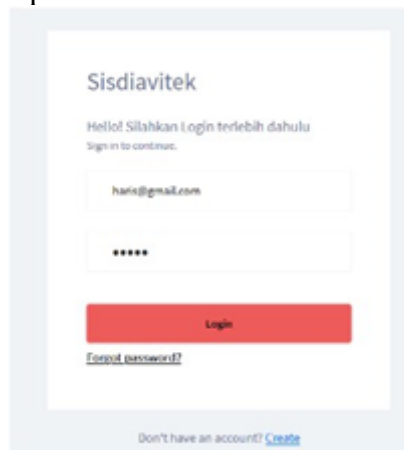 Sisdiavitek
Hello! Silahkan Login terlebih dahulu
Sign in to continue.
haris@gmail.com
•••••
Login
Forgot password?
Don't have an account? Create